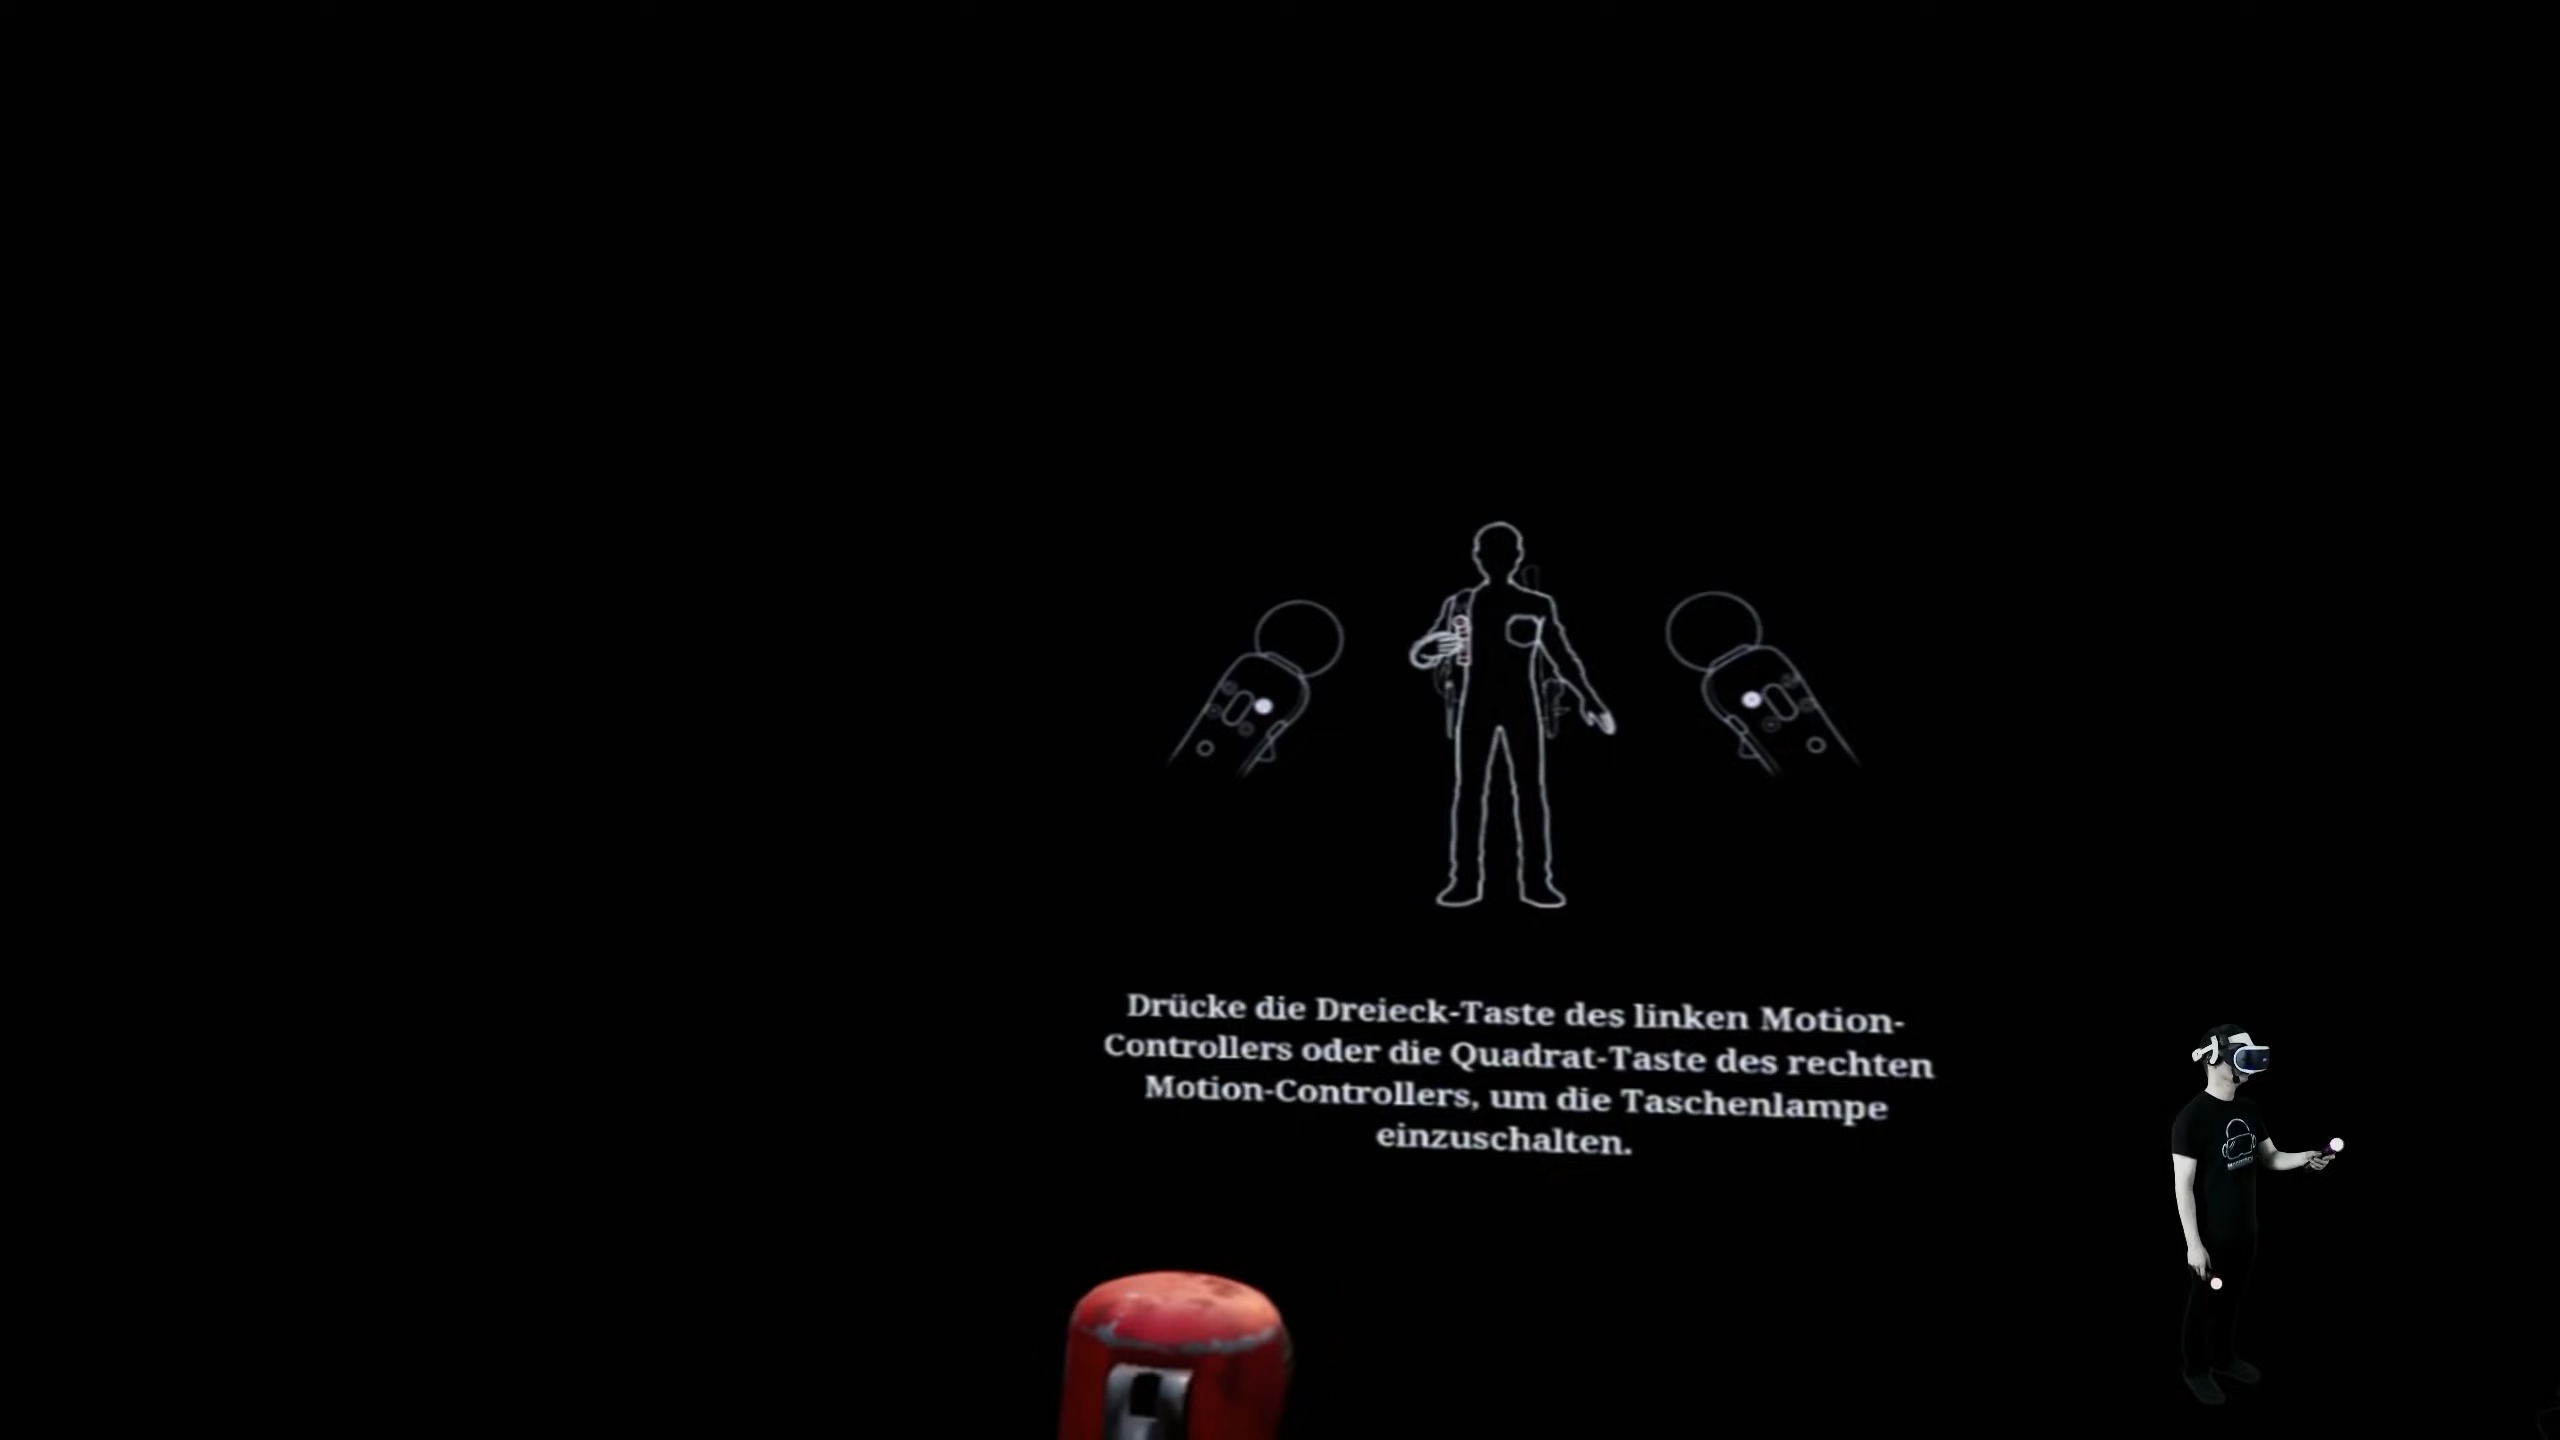 Drücke die Dreieck-Taste des linken Motion-
Controllers oder die Quadrat-Taste des rechten
Motion-Controllers, um die Taschenlampe
einzuschalten.